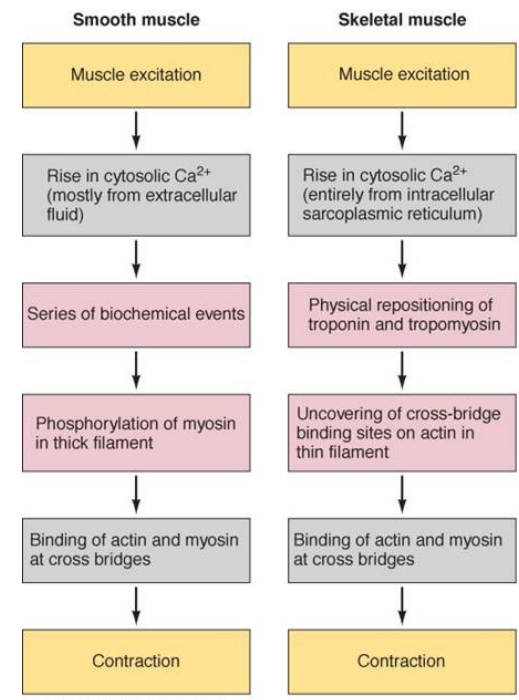 Smooth muscle
Muscle excitation
Rise in cytosolic Ca2+
(mostly from extracellular
fluid)
Series of biochemical events
Phosphorylation of myosin
in thick filament
Binding of actin and myosin
at cross bridges
Contraction
Skeletal muscle
Muscle excitation
Rise in cytosolic Ca2+
(entirely from intracellular
sarcoplasmic reticulum)
Physical repositioning of
troponin and tropomyosin
Uncovering of cross-bridge
binding sites on actin in
thin filament
Binding of actin and myosin
at cross bridges
Contraction